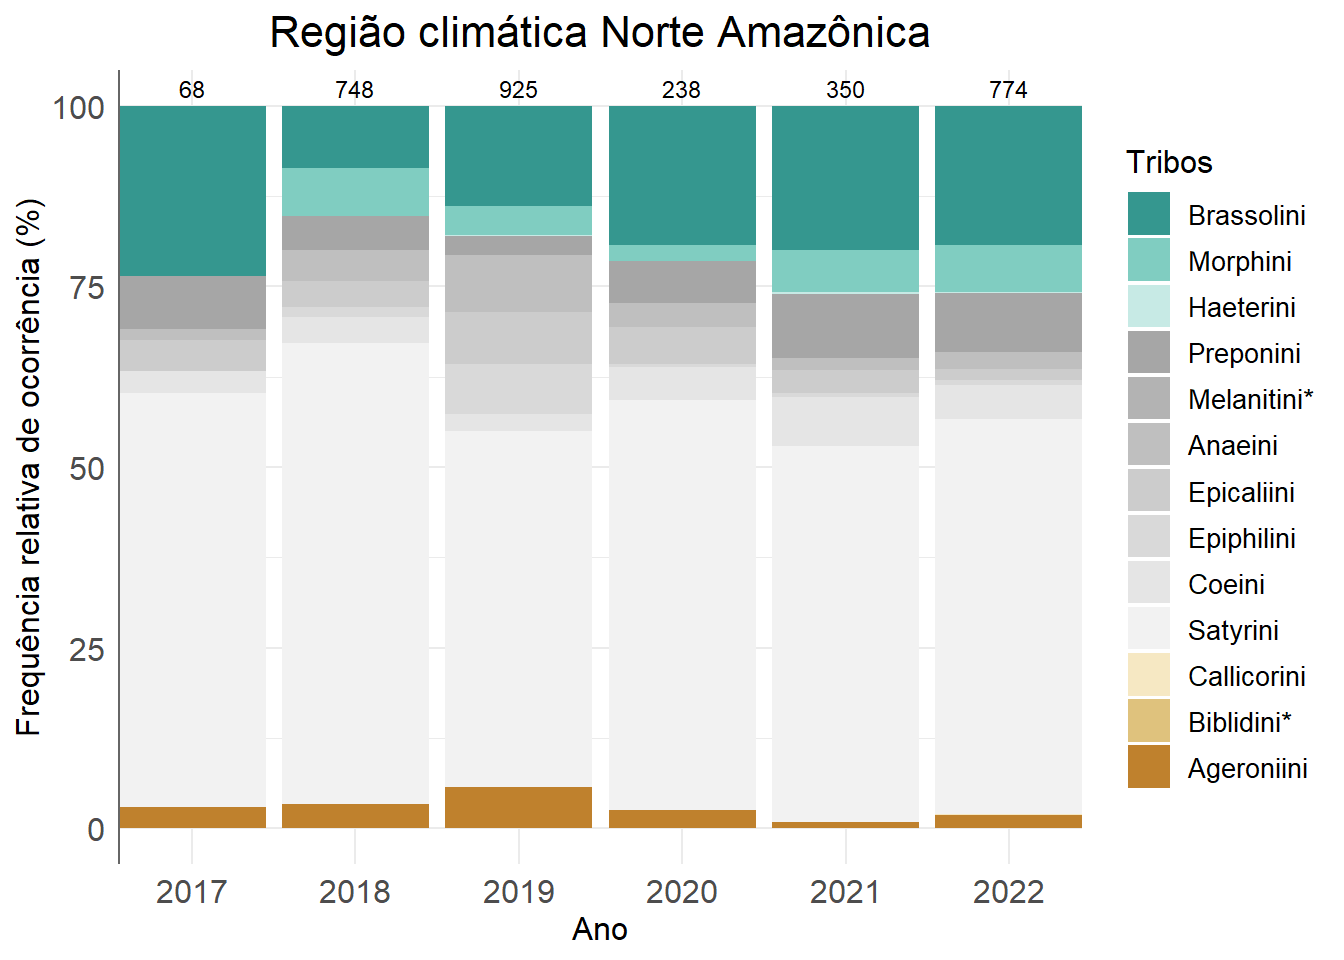 Região climática Norte Amazônica
68 748 925 238 350 774
Frequência relativa de ocorrência (%)
100
75
50
25
0
2017 2018 2019 2020 2021 2022
Ano
Tribos
Brassolini
Morphini
Haeterini
Preponini
Melanitini*
Anaeini
Epicaliini
Epiphilini
Coeini
Satyrini
Callicorini
Biblidini*
Ageroniini